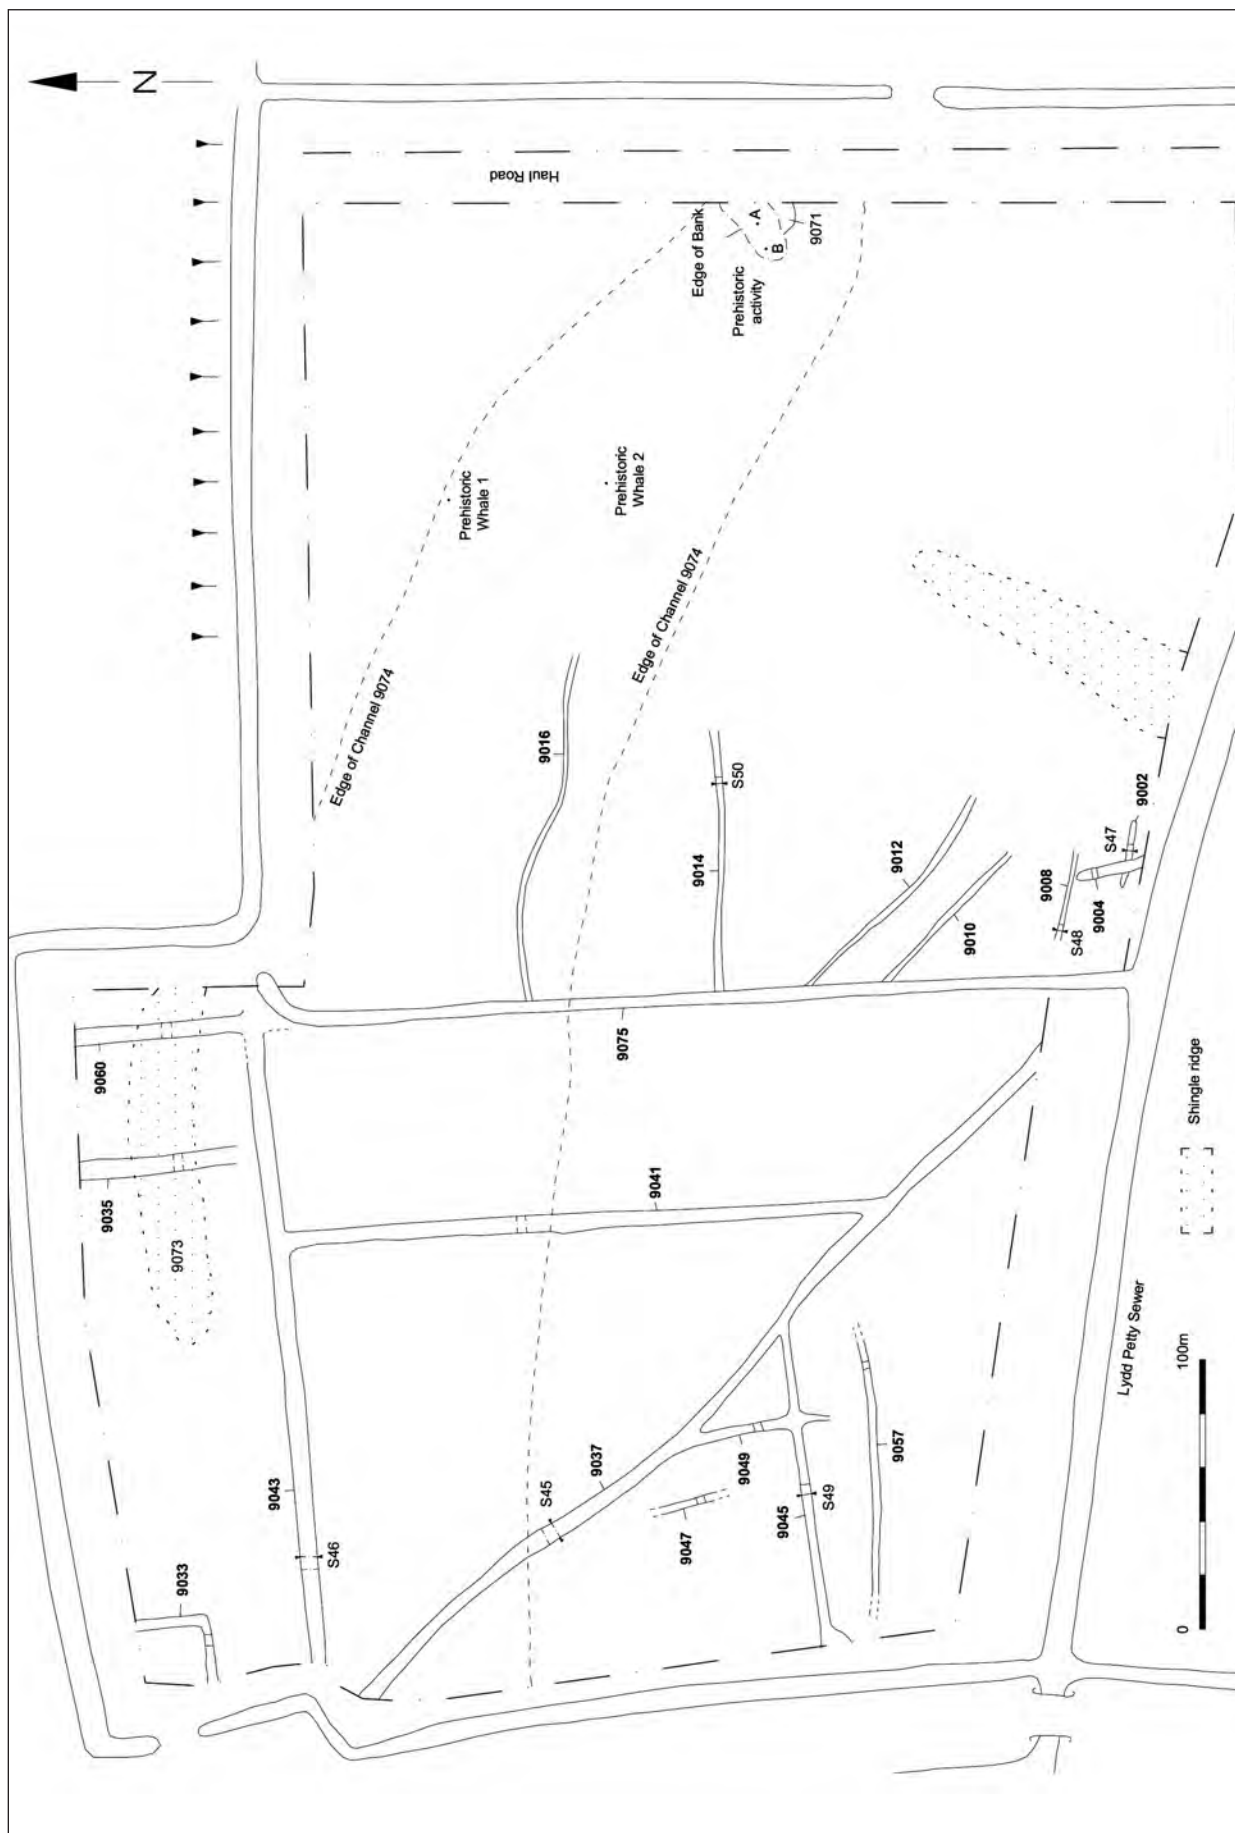 N
Haul Road
Edge of Bank
A
B
9071
Prehistoric
activity
Prehistoric
Whale 1
Prehistoric
Whale 2
Edge of Channel 9074
Edge of Channel 9074
9016
S50
9014
9012
9010
9008
S48
9004
S47
9002
9075
9060
9035
9073
9041
9043
S46
9033
S45
9037
9049
9047
9045
S49
9057
Shingle ridge
Lydd Petty Sewer
0
100m